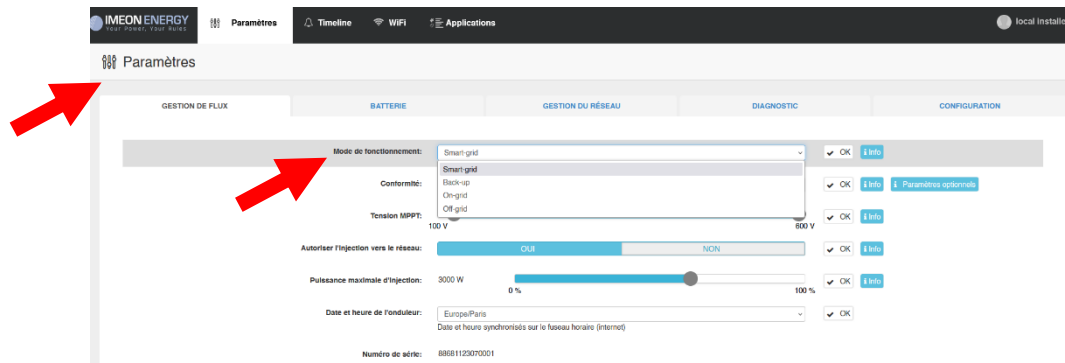 IMEON ENERGY
Your Power, Your Rules
Paramètres
Timeline
WiFi
Applications
local installe
Paramètres
GESTION DE FLUX
BATTERIE
GESTION DU RÉSEAU
DIAGNOSTIC
CONFIGURATION
Mode de fonctionnement:
Smart-grid
OK
Info
Smart-grid
Back-up
On-grid
Off-grid
Conformité:
OK
Info
Paramètres optionnels
Tension MPPT:
100 V
600 V
OK
Info
Autoriser l'injection vers le réseau:
OUI
NON
OK
Info
Puissance maximale d'injection:
3000 W
0 %
100 %
OK
Info
Date et heure de l'onduleur:
Europe/Paris
OK
Date et heure synchronisés sur le fuseau horaire (internet)
Numéro de série:
88681123070001